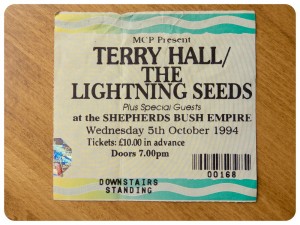 MCP Present
TERRY HALL/
THE
LIGHTNING SEEDS
Plus Special Guests
at the SHEPHERDS BUSH EMPIRE
Wednesday 5th October 1994
Tickets: £10.00 in advance
Doors 7.00pm
00168
DOWNSTAIRS
STANDING